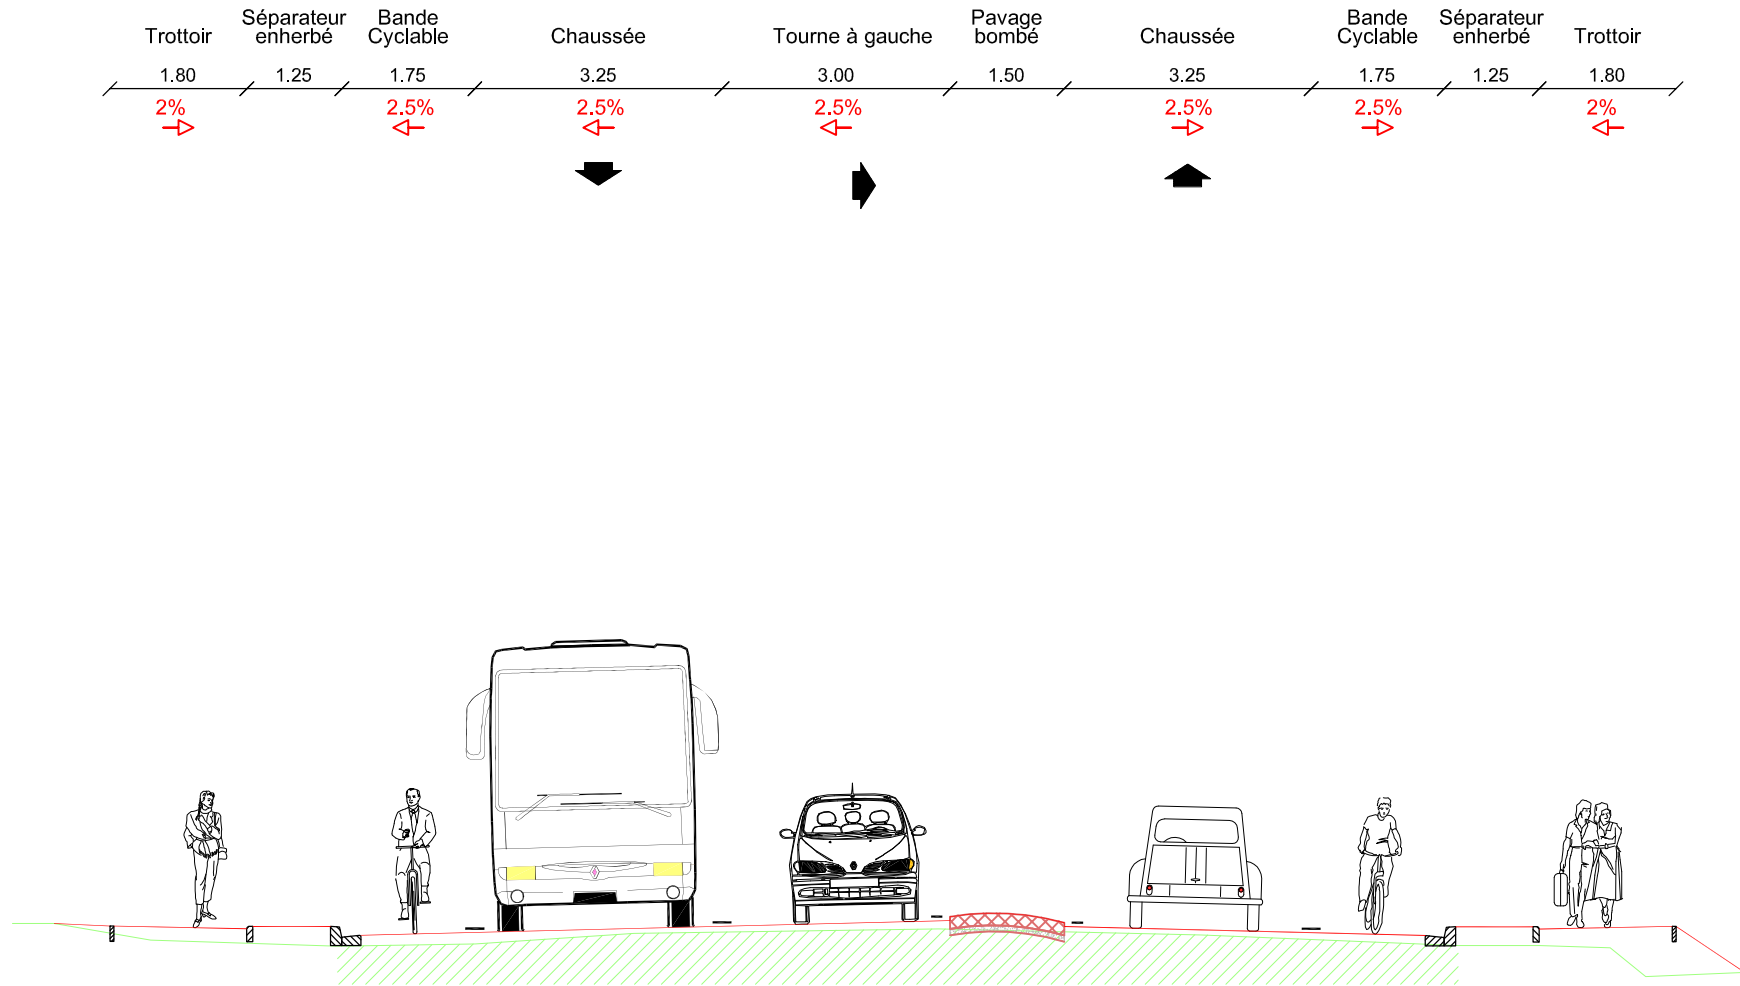 Trottoir
Séparateur
enherbé
Bande
Cyclable
Chaussée
Tourne à gauche
Pavage
bombé
Chaussée
Bande
Cyclable
Séparateur
enherbé
Trottoir
1.80 1.25 1.75 3.25 3.00 1.50 3.25 1.75 1.25 1.80
2% 2.5% 2.5% 2.5% 2.5% 2.5% 2%